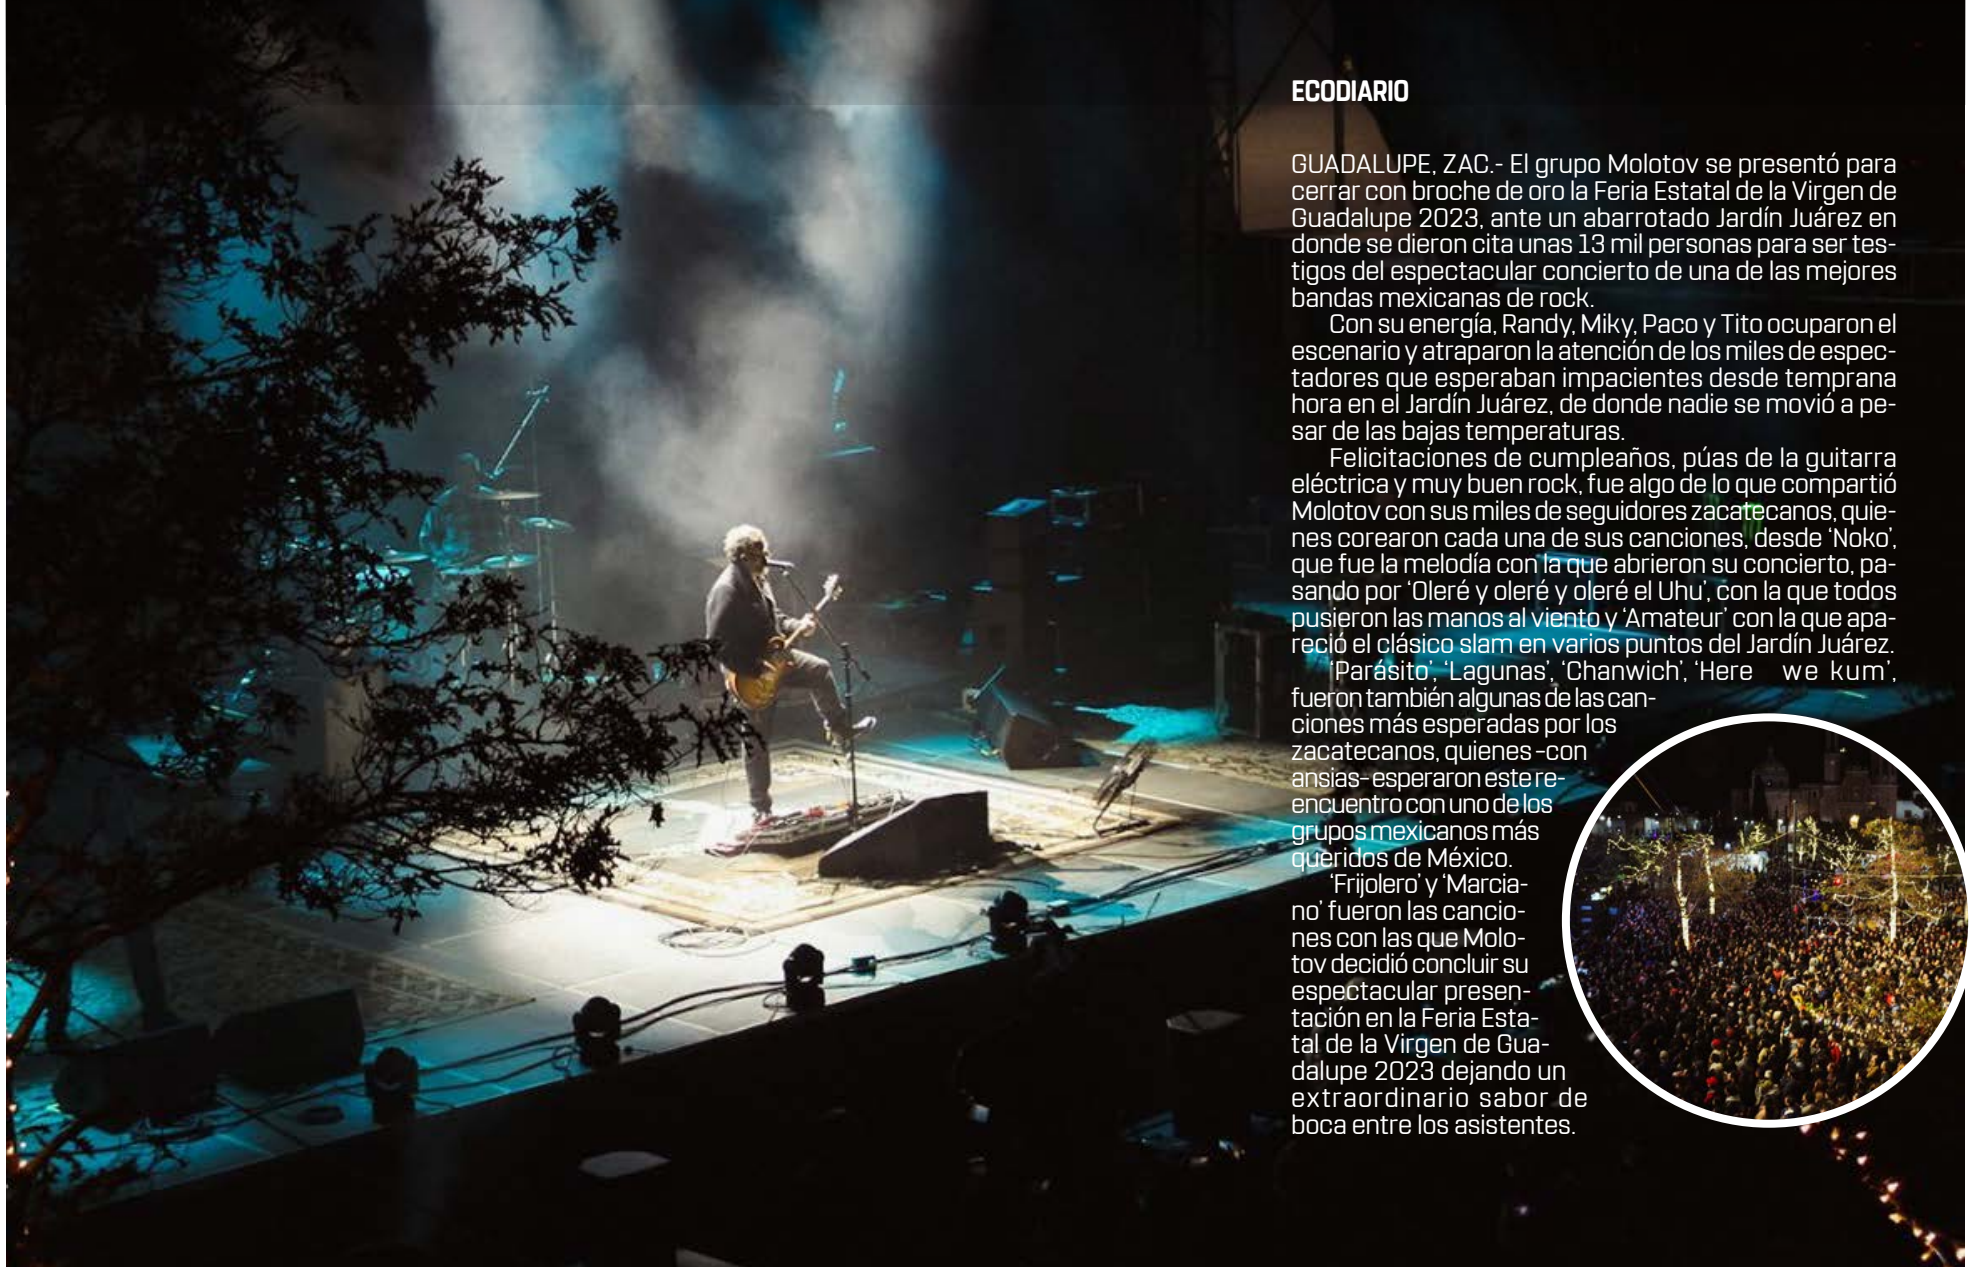 ECODIARIO
GUADALUPE, ZAC.- El grupo Molotov se presentó para
cerrar con broche de oro la Feria Estatal de la Virgen de
Guadalupe 2023, ante un abarrotado Jardín Juárez en
donde se dieron cita unas 13 mil personas para ser tes-
tigos del espectacular concierto de una de las mejores
bandas mexicanas de rock.
Con su energía, Randy, Miky, Paco y Tito ocuparon el
escenario y atraparon la atención de los miles de espec-
tadores que esperaban impacientes desde temprana
hora en el Jardín Juárez, de donde nadie se movió a pe-
sar de las bajas temperaturas.
Felicitaciones de cumpleaños, púas de la guitarra
eléctrica y muy buen rock, fue algo de lo que compartió
Molotov con sus miles de seguidores zacatecanos, quie-
nes corearon cada una de sus canciones, desde ‘Noko’,
que fue la melodía con la que abrieron su concierto, pa-
sando por ‘Oleré y oleré y oleré el Uhu’, con la que todos
pusieron las manos al viento y ‘Amateur’ con la que apa-
reció el clásico slam en varios puntos del Jardín Juárez.
‘Parásito’, ‘Lagunas’, ‘Chanwich’, ‘Here we kum’,
fueron también algunas de las can-
ciones más esperadas por los
zacatecanos, quienes -con
ansias- esperaron este re-
encuentro con uno de los
grupos mexicanos más
queridos de México.
‘Frijolero’ y ‘Marcia-
no’ fueron las cancio-
nes con las que Molo-
tov decidió concluir su
espectacular presen-
tación en la Feria Esta-
tal de la Virgen de Gua-
dalupe 2023 dejando un
extraordinario sabor de
boca entre los asistentes.